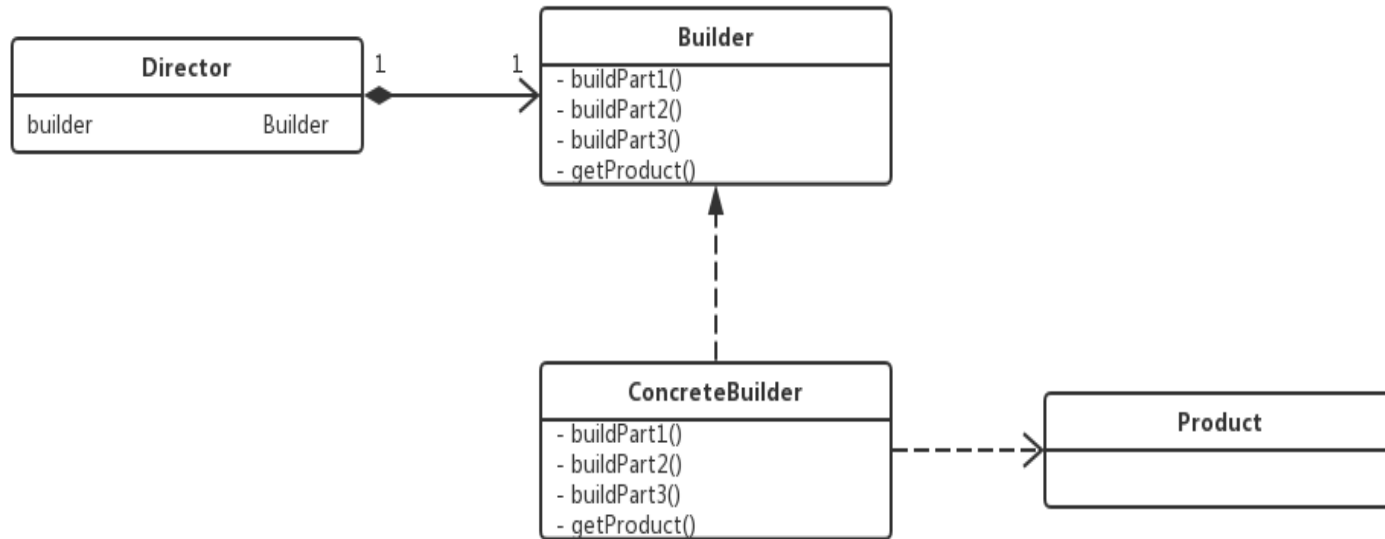 Director
builder Builder
1 1
Builder
- buildPart1()
- buildPart2()
- buildPart3()
- getProduct()
ConcreteBuilder
- buildPart1()
- buildPart2()
- buildPart3()
- getProduct()
Product